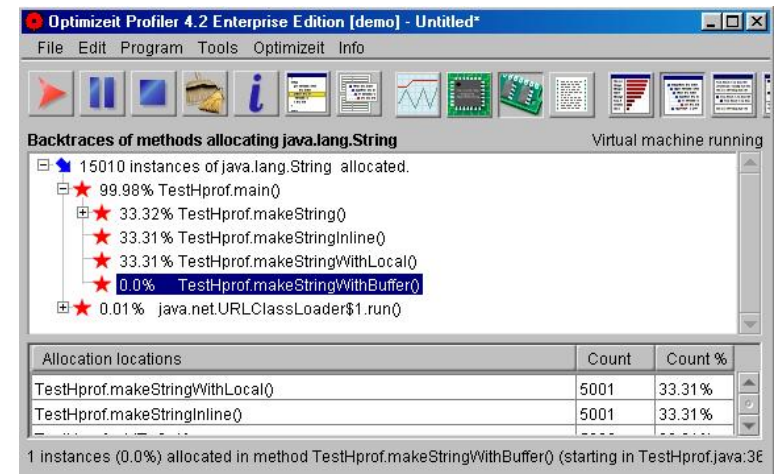 Optimizeit Profiler 4.2 Enterprise Edition [demo] - Untitled*
File Edit Program Tools Optimizeit Info
Backtraces of methods allocating java.lang.String Virtual machine running
15010 instances of java.lang.String allocated.
99.98% TestHprof.main()
33.32% TestHprof.makeString()
33.31% TestHprof.makeStringInline()
33.31% TestHprof.makeStringWithLocal()
0.0% TestHprof.makeStringWithBuffer()
0.01% java.net.URLClassLoader$1.run()
Allocation locations Count Count %
TestHprof.makeStringWithLocal() 5001 33.31%
TestHprof.makeStringInline() 5001 33.31%
1 instances (0.0%) allocated in method TestHprof.makeStringWithBuffer() (starting in TestHprof.java:36